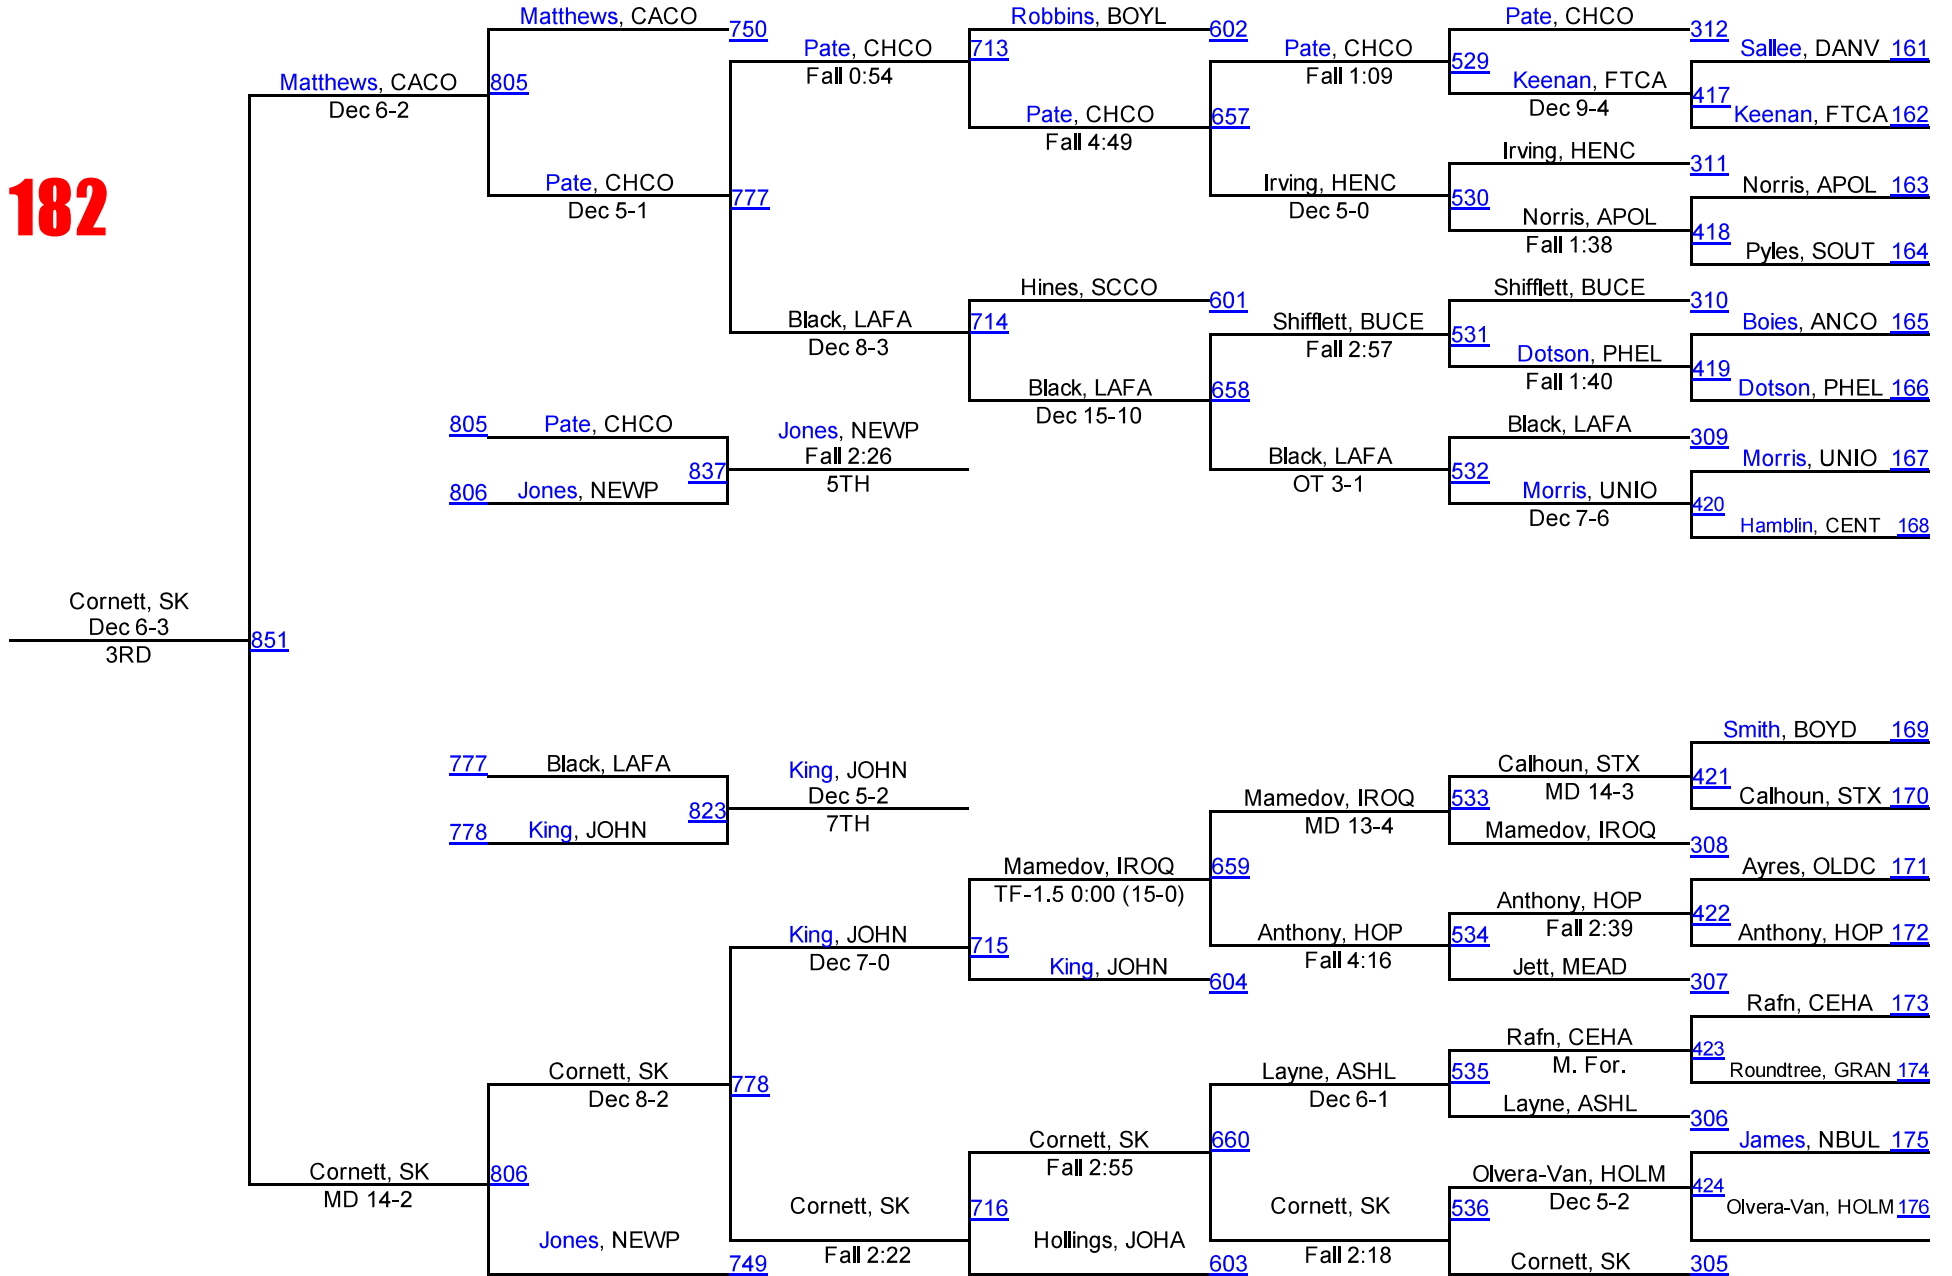 Matthews, CACO
750
Robbins, BOYL
602
Pate, CHCO
312
Pate, CHCO
Fall 0:54
713
Pate, CHCO
Fall 1:09
529
Sallee, DANV 161
Matthews, CACO
Dec 6-2
805
Keenan, FTCA
Dec 9-4
417
Pate, CHCO
Fall 4:49
657
Keenan, FTCA 162
Irving, HENC
311
182
Pate, CHCO
Dec 5-1
777
Irving, HENC
Dec 5-0
530
Norris, APOL 163
Norris, APOL
Fall 1:38
418
Pyles, SOUT 164
Hines, SCCO
601
Shifflett, BUCE
310
Black, LAFA
Dec 8-3
714
Shifflett, BUCE
Fall 2:57
531
Boies, ANCO 165
Dotson, PHEL
Fall 1:40
419
Black, LAFA
Dec 15-10
658
Dotson, PHEL 166
805 Pate, CHCO
Jones, NEWP
Fall 2:26
5TH
837
806 Jones, NEWP
Black, LAFA
309
Black, LAFA
OT 3-1
532
Morris, UNIO 167
Morris, UNIO
Dec 7-6
420
Hamblin, CENT 168
Cornett, SK
Dec 6-3
3RD
851
Smith, BOYD 169
777 Black, LAFA
King, JOHN
Dec 5-2
7TH
823
778 King, JOHN
Calhoun, STX
MD 14-3
421
Mamedov, IROQ
MD 13-4
533
Calhoun, STX 170
Mamedov, IROQ
308
Mamedov, IROQ
TF-1.5 0:00 (15-0)
659
Ayres, OLDC 171
Anthony, HOP
Fall 2:39
422
King, JOHN
Dec 7-0
715
Anthony, HOP
Fall 4:16
534
Anthony, HOP 172
King, JOHN
604
Jett, MEAD
307
Rafn, CEHA 173
Rafn, CEHA
M. For.
423
Cornett, SK
Dec 8-2
778
Layne, ASHL
Dec 6-1
535
Roundtree, GRAN 174
Layne, ASHL
306
Cornett, SK
Fall 2:55
660
James, NBUL 175
Cornett, SK
MD 14-2
806
Olvera-Van, HOLM
Dec 5-2
424
Cornett, SK
Fall 2:22
716
Cornett, SK
Fall 2:18
536
Olvera-Van, HOLM 176
Jones, NEWP
749
Hollings, JOHA
603
Cornett, SK
305